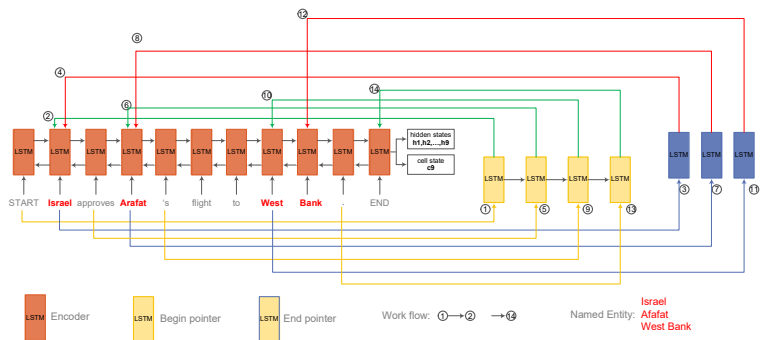 ⑫
⑧
④
⑩
⑭
②
⑥
LSTM LSTM LSTM LSTM LSTM LSTM LSTM LSTM LSTM LSTM
hidden states
h1,h2,...,h9
cell state
c9
LSTM LSTM LSTM LSTM
LSTM LSTM LSTM
① ⑤ ⑨ ⑬
③ ⑦ ⑪
START Israel approves Arafat 's flight to West Bank . END
LSTM Encoder
LSTM Begin pointer
LSTM End pointer
Work flow: ① ② ⑭
Named Entity:
Israel
Afafat
West Bank